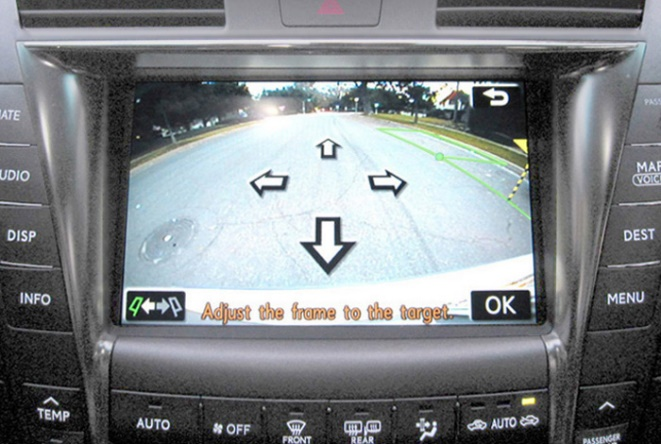 PASS
AUDIO
MAP
VOICE
DISP
DEST
INFO
MENU
Adjust the frame to the target.
OK
TEMP
AUTO
OFF
FRONT
REAR
AUTO
PASSENGER